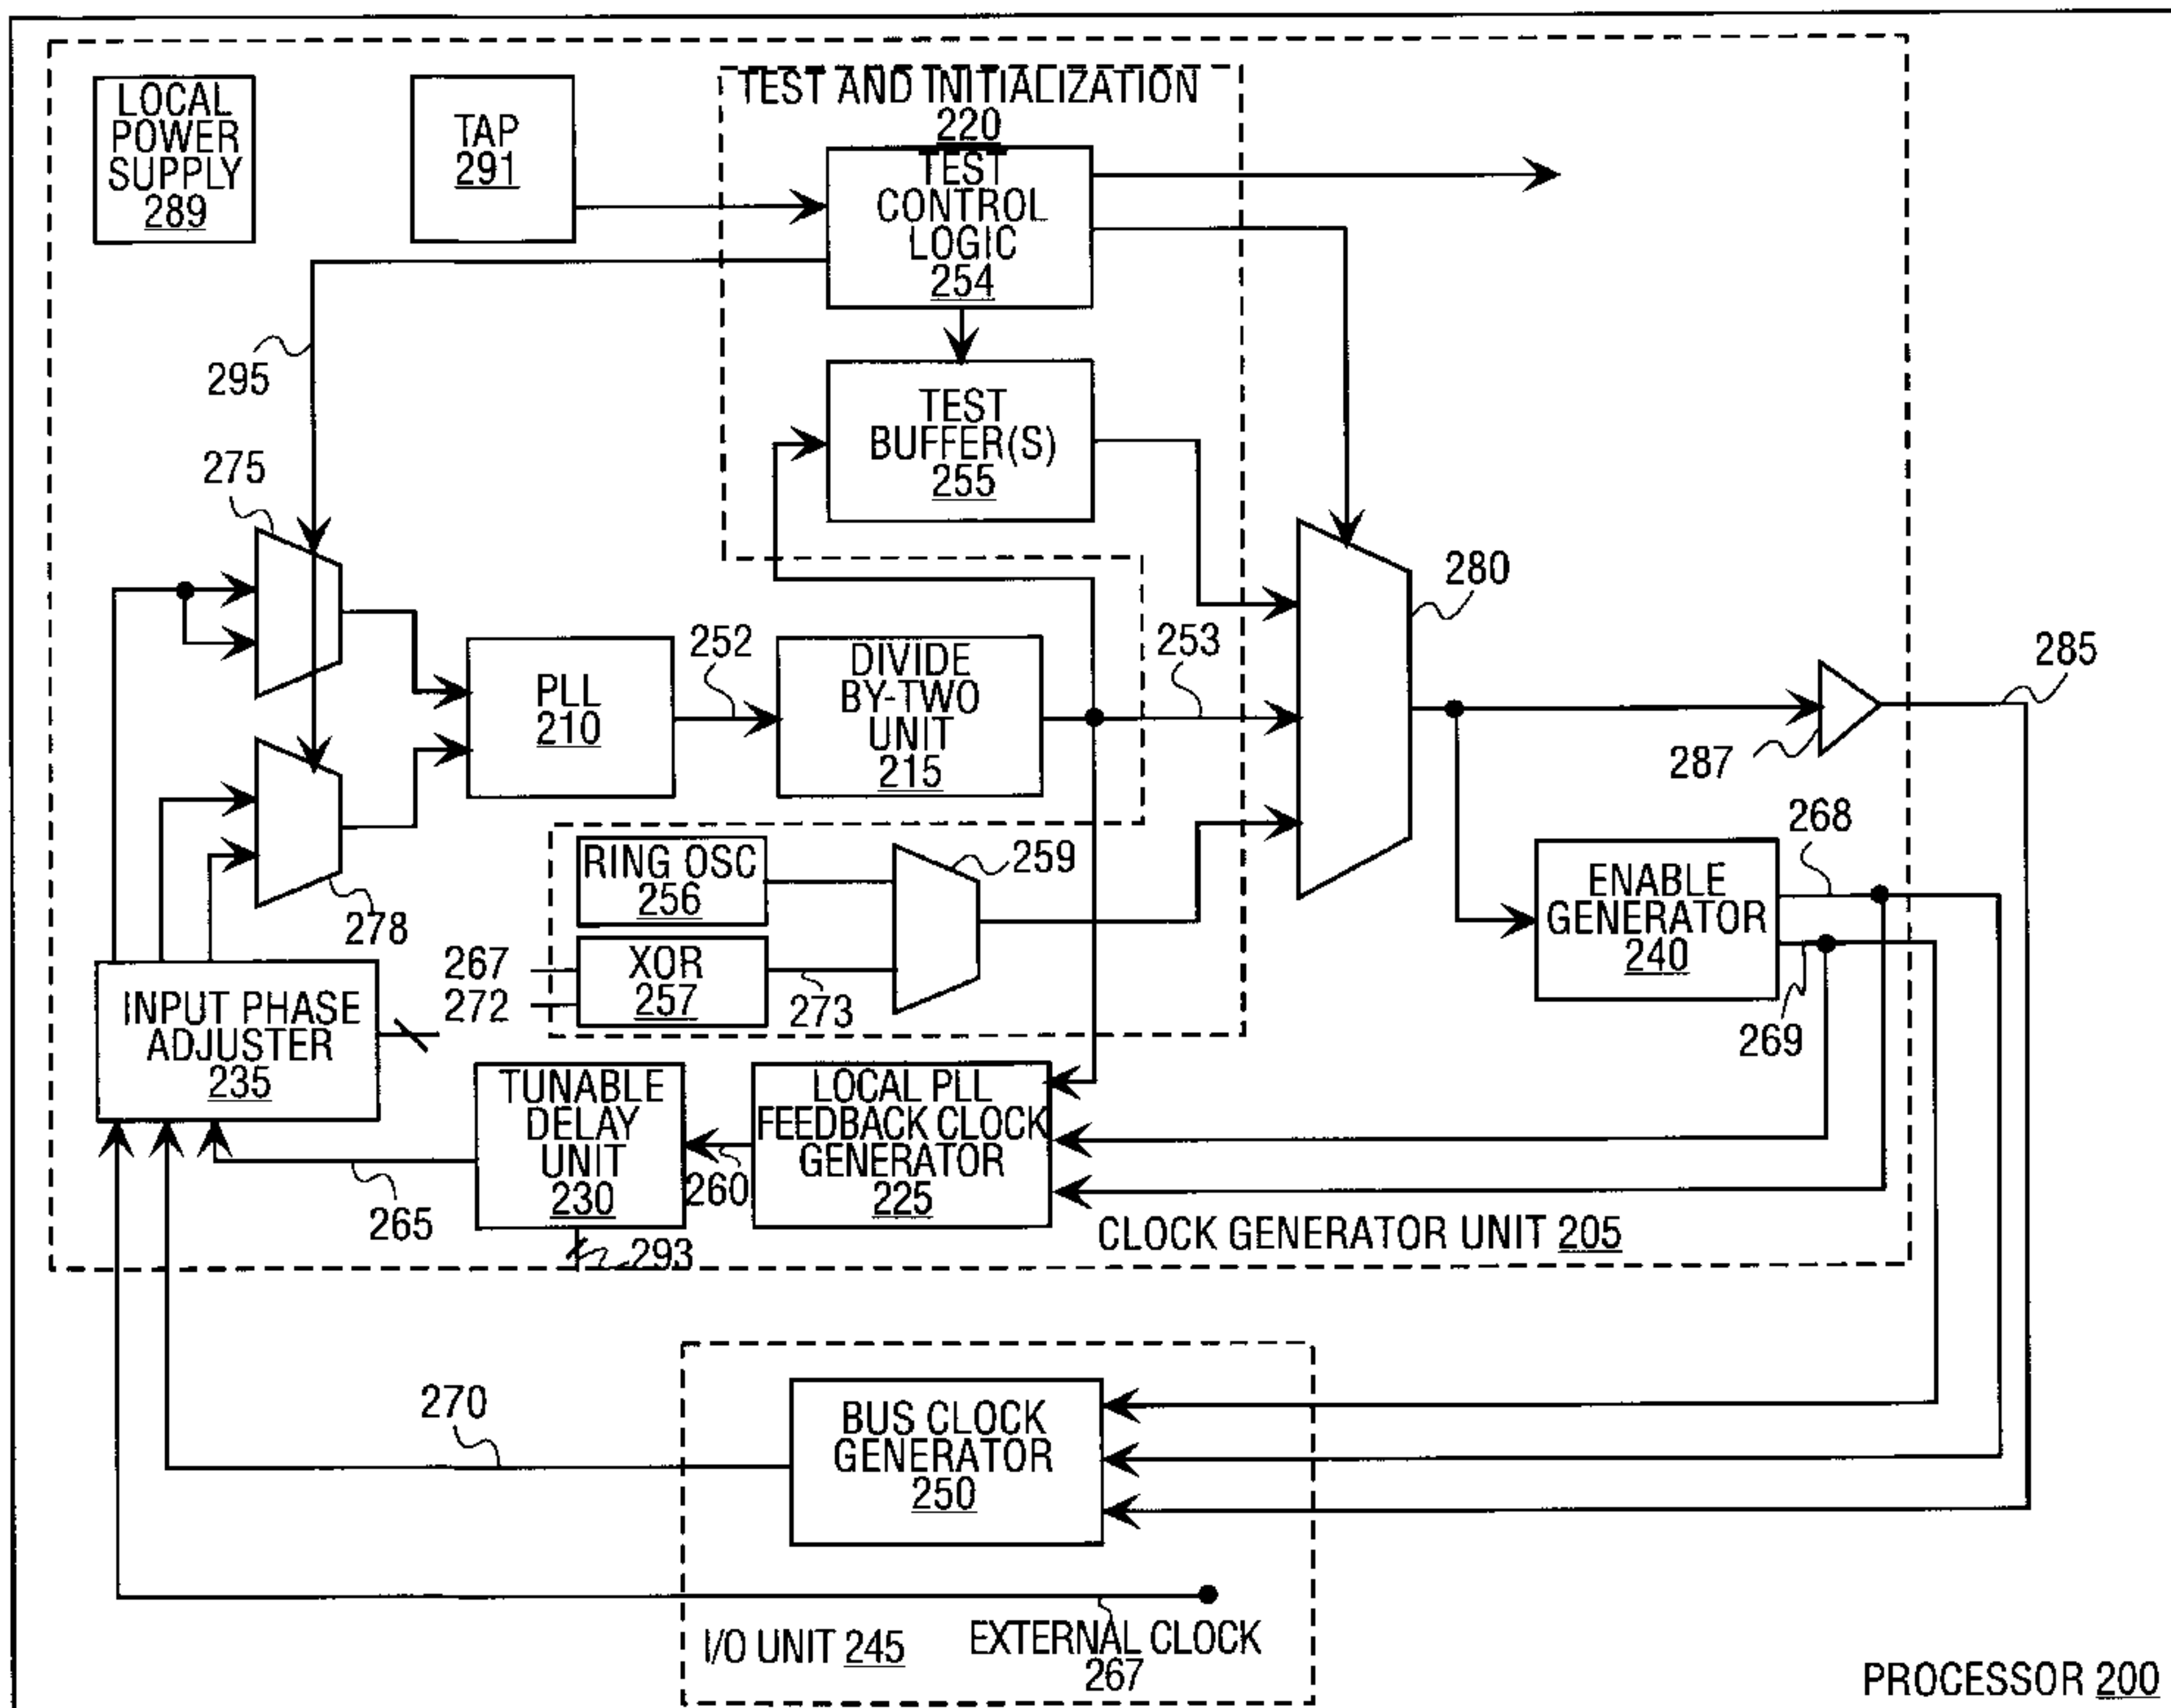 LOCAL
POWER
SUPPLY
289
TAP
291
TEST AND INITIALIZATION
220
TEST
CONTROL
LOGIC
254
295
TEST
BUFFER(S)
255
275
280
252
253
285
PLL
210
DIVIDE
BY-TWO
UNIT
215
287
268
278
RING OSC
256
259
ENABLE
GENERATOR
240
267
272
XOR
257
273
269
INPUT PHASE
ADJUSTER
235
TUNABLE
DELAY
UNIT
230
260
LOCAL PLL
FEEDBACK CLOCK
GENERATOR
225
265
293
CLOCK GENERATOR UNIT 205
270
BUS CLOCK
GENERATOR
250
I/O UNIT 245
EXTERNAL CLOCK
267
PROCESSOR 200